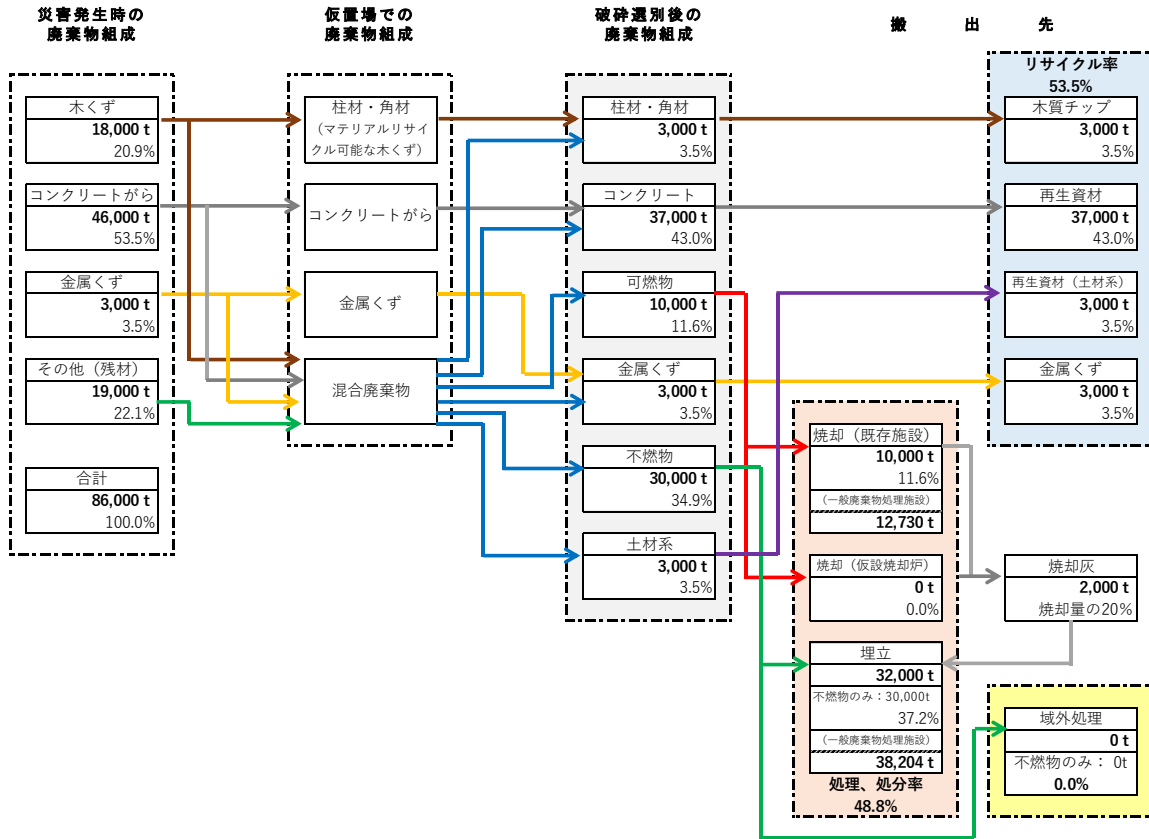 災害発生時の
廃棄物組成
木くず
18,000 t
20.9%
コンクリートがら
46,000 t
53.5%
金属くず
3,000 t
3.5%
その他（残材）
19,000 t
22.1%
合計
86,000 t
100.0%
仮置場での
廃棄物組成
柱材・角材
（マテリアルリサイ
クル可能な木くず）
コンクリートがら
金属くず
混合廃棄物
破砕選別後の
廃棄物組成
柱材・角材
3,000 t
3.5%
コンクリート
37,000 t
43.0%
可燃物
10,000 t
11.6%
金属くず
3,000 t
3.5%
不燃物
30,000 t
34.9%
土材系
3,000 t
3.5%
搬　出　先
焼却（既存施設）
10,000 t
11.6%
（一般廃棄物処理施設）
12,730 t
焼却（仮設焼却炉）
0 t
0.0%
埋立
32,000 t
不燃物のみ：30,000t
37.2%
（一般廃棄物処理施設）
38,204 t
処理、処分率
48.8%
リサイクル率
53.5%
木質チップ
3,000 t
3.5%
再生資材
37,000 t
43.0%
再生資材（土材系）
3,000 t
3.5%
金属くず
3,000 t
3.5%
焼却灰
2,000 t
焼却量の20%
域外処理
0 t
不燃物のみ： 0t
0.0%